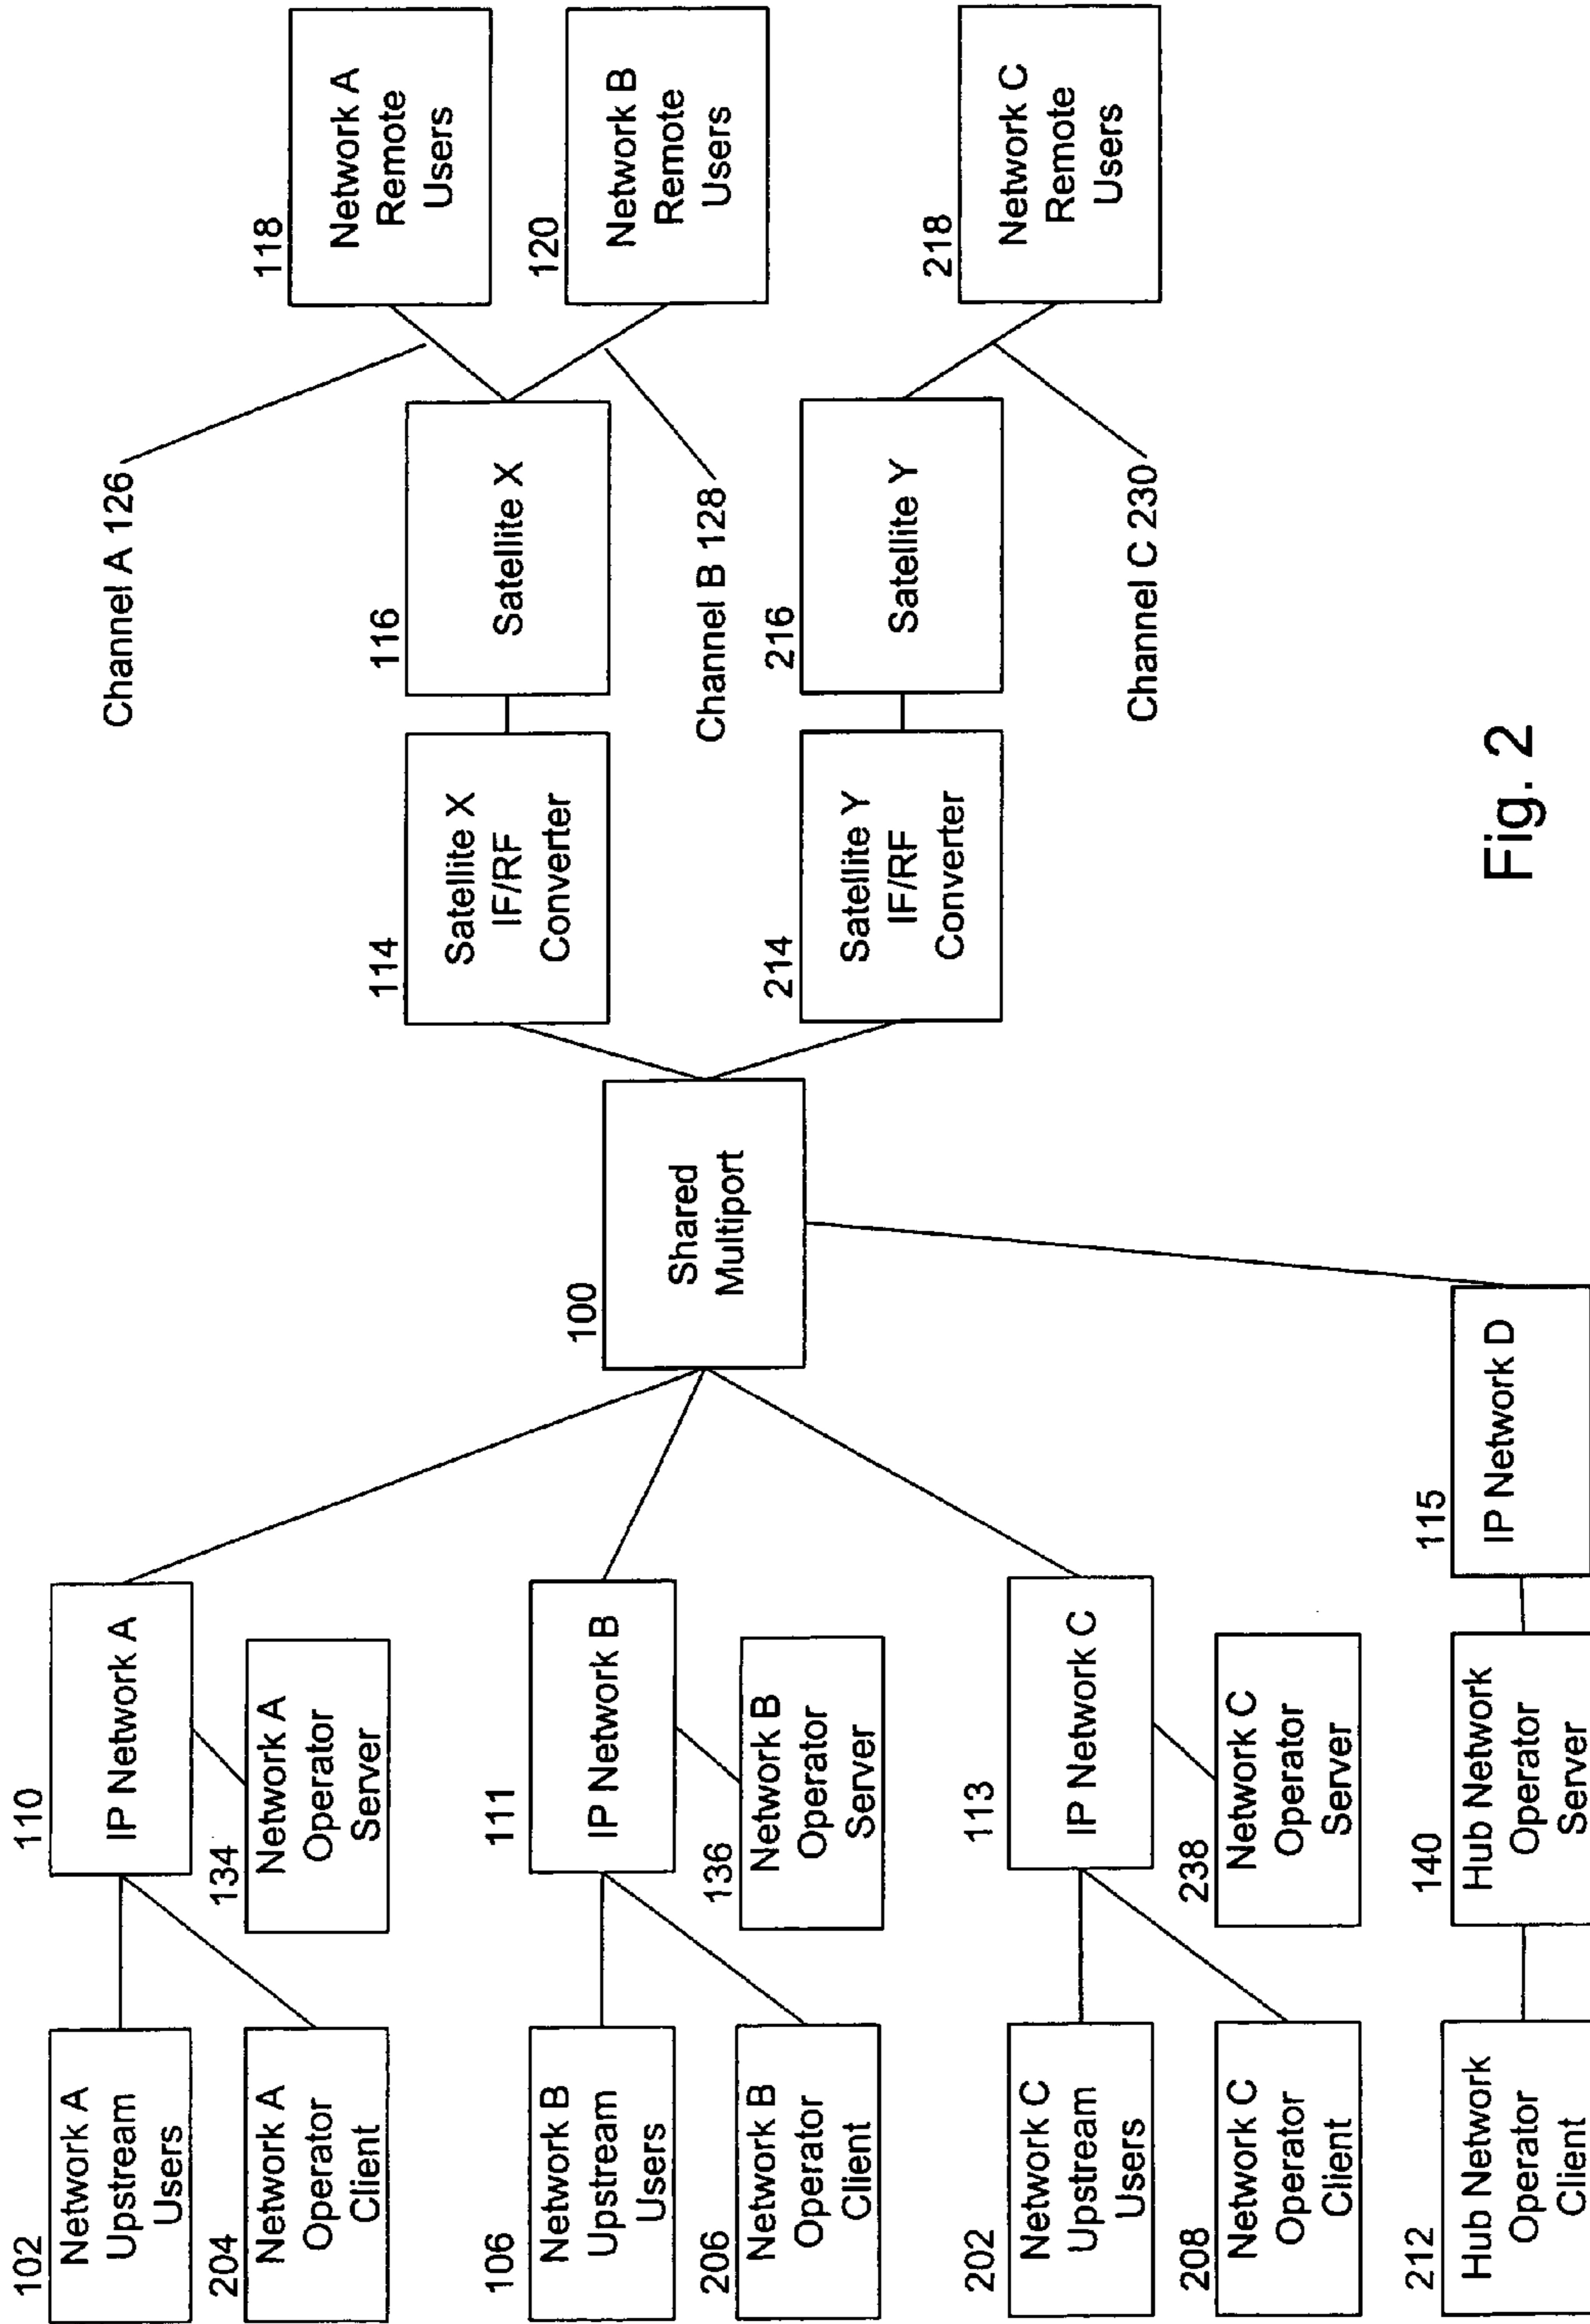 102
Network A
Upstream
Users
204
Network A
Operator
Client
110
IP Network A
134
Network A
Operator
Server
106
Network B
Upstream
Users
206
Network B
Operator
Client
111
IP Network B
136
Network B
Operator
Server
202
Network C
Upstream
Users
208
Network C
Operator
Client
113
IP Network C
238
Network C
Operator
Server
212
Hub Network
Operator
Client
140
Hub Network
Operator
Server
115
IP Network D
100
Shared
Multiport
114
Satellite X
IF/RF
Converter
116
Satellite X
214
Satellite Y
IF/RF
Converter
216
Satellite Y
Channel A 126
Channel B 128
Channel C 230
118
Network A
Remote
Users
120
Network B
Remote
Users
218
Network C
Remote
Users
Fig. 2